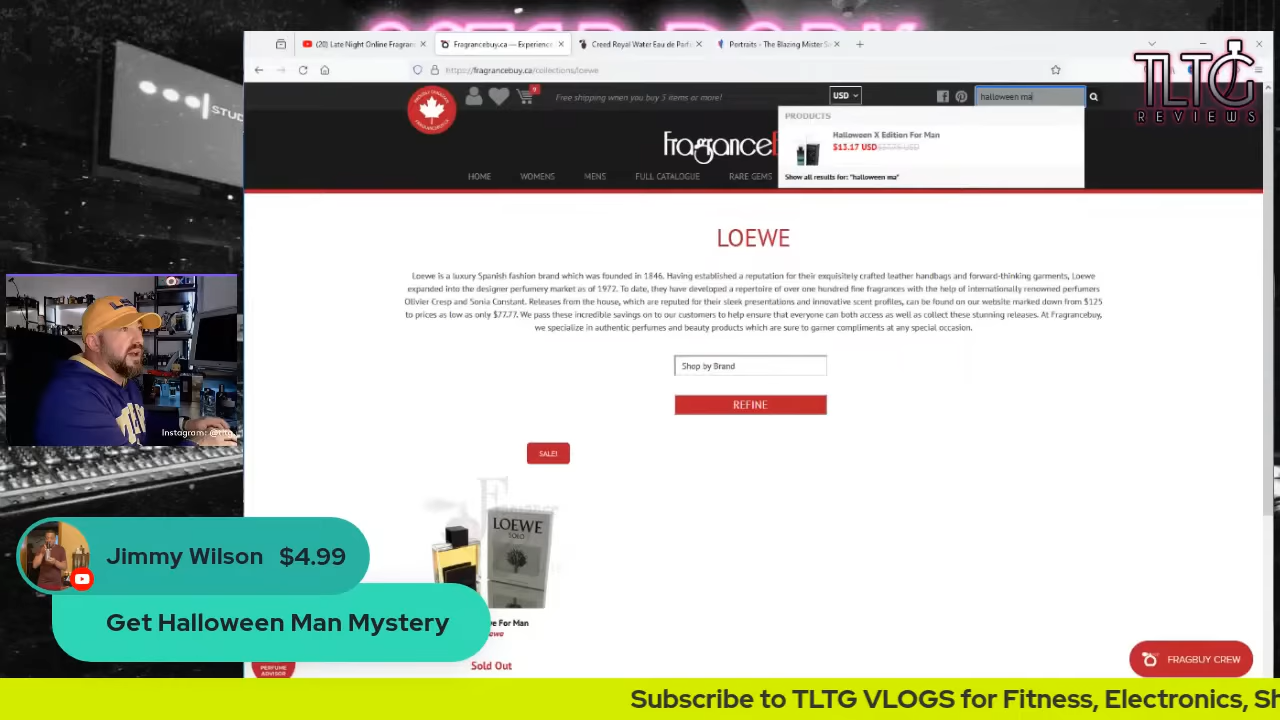 (20) Late Night Online Fragranc
Fragrancebuy.ca — Experience
Creed Royal Water Eau de Parf
Portraits - The Blazing Mister S
https://fragrancebuy.ca/collections/loewe
TLTG
REVIEWS
Free shipping when you buy 5 items or more!
USD
halloween ma
PRODUCTS
Halloween X Edition For Man
$13.17 USD
Show all results for: "halloween ma"
fragrance
HOME
WOMENS
MENS
FULL CATALOGUE
RARE GEMS
LOEWE
Loewe is a luxury Spanish fashion brand which was founded in 1846. Having established a reputation for their exquisitely crafted leather handbags and forward-thinking garments, Loewe
expanded into the designer perfumery market as of 1972. To date, they have developed a repertoire of over one hundred fine fragrances with the help of internationally renowned perfumers
Olivier Cresp and Sonia Constant. Releases from the house, which are reputed for their sleek presentations and innovative scent profiles, can be found on our website marked down from $125
to prices as low as only $77.77. We pass these incredible savings on to our customers to help ensure that everyone can both access as well as collect these stunning releases. At Fragrancebuy,
we specialize in authentic perfumes and beauty products which are sure to garner compliments at any special occasion.
Shop by Brand
REFINE
SALE!
LOEWE
SOLO
Instagram: @tltg
Jimmy Wilson $4.99
Get Halloween Man Mystery
e For Man
Sold Out
PERFUME
ADVISOR
FRAGBUY CREW
Subscribe to TLTG VLOGS for Fitness, Electronics, Sh